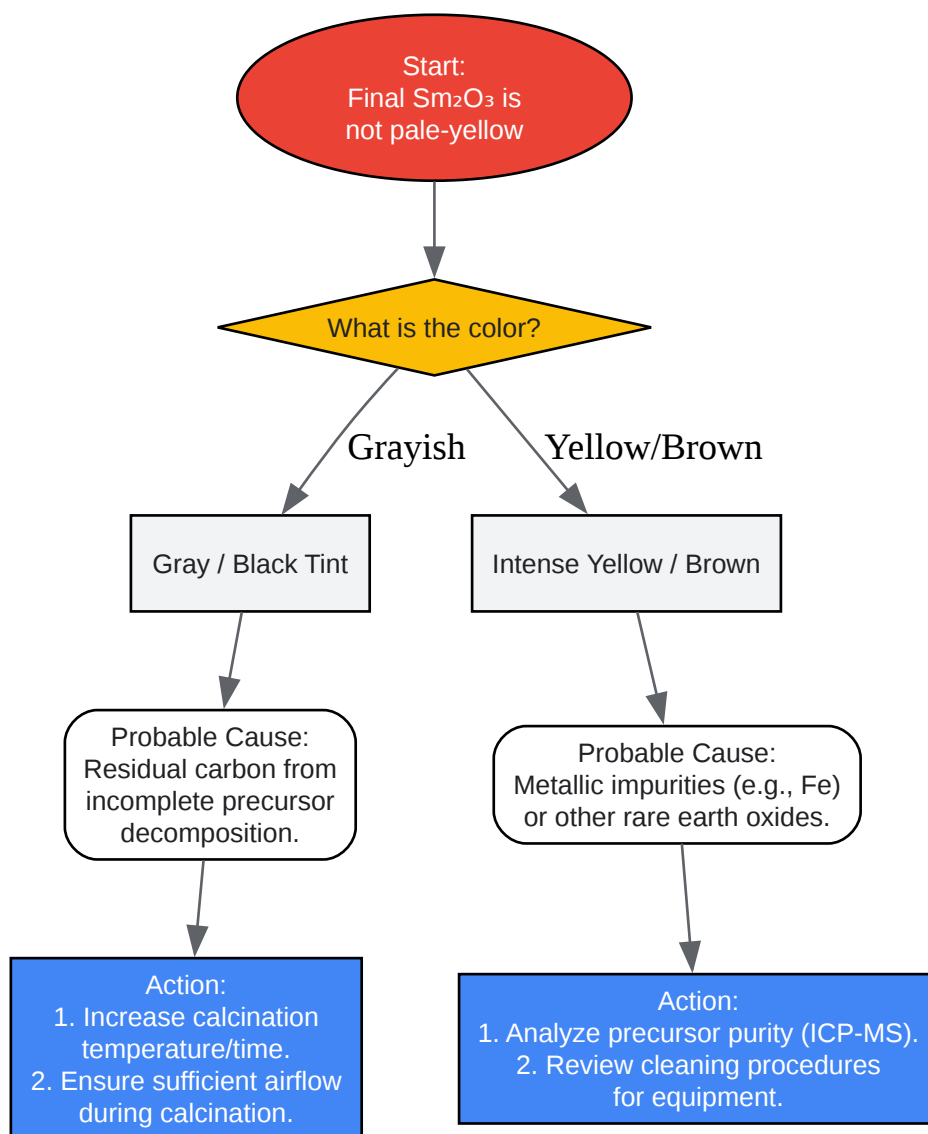 Start:
Final Sm₂O₃ is
not pale-yellow
What is the color?
Grayish
Yellow/Brown
Gray / Black Tint
Intense Yellow / Brown
Probable Cause:
Residual carbon from
incomplete precursor
decomposition.
Probable Cause:
Metallic impurities (e.g., Fe)
or other rare earth oxides.
Action:
1. Increase calcination
temperature/time.
2. Ensure sufficient airflow
during calcination.
Action:
1. Analyze precursor purity (ICP-MS).
2. Review cleaning procedures
for equipment.